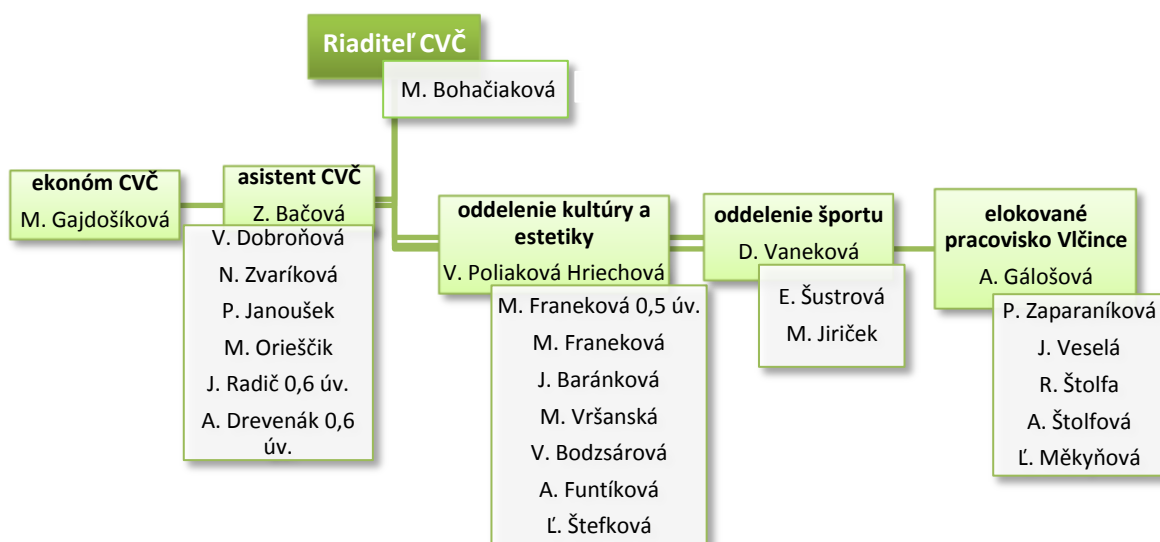 Riaditeľ CVČ
M. Bohačiaková
ekonóm CVČ
M. Gajdošíková
asistent CVČ
Z. Bačová
V. Dobroňová
N. Zvaríková
P. Janoušek
M. Orieščik
J. Radič 0,6 úv.
A. Drevenák 0,6
úv.
oddelenie kultúry a
estetiky
V. Poliaková Hriechová
M. Franeková 0,5 úv.
M. Franeková
J. Baránková
M. Vršanská
V. Bodzsárová
A. Funtíková
Ľ. Štefková
oddelenie športu
D. Vaneková
E. Šustrová
M. Jiriček
elokované
pracovisko Vlčince
A. Gálošová
P. Zaparaníková
J. Veselá
R. Štolfa
A. Štolfová
Ľ. Měkyňová